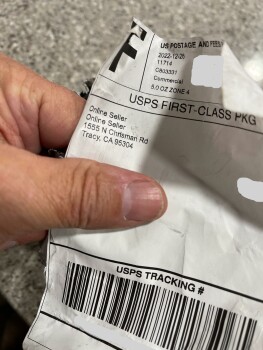 F
US POSTAGE AND FEES
2022-12-25
11714
C803331
Commercial
5.0 OZ ZONE 4
USPS FIRST-CLASS PKG
Online Seller
Online Seller
1555 N Chrisman Rd
Tracy, CA 95304
USPS TRACKING #